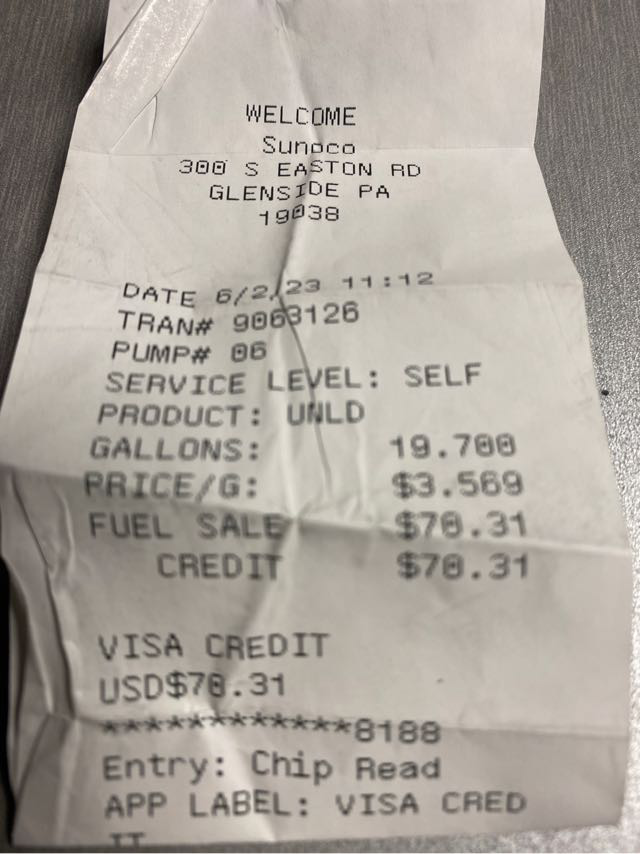 WELCOME
Sunoco
300 S EASTON RD
GLENSIDE PA
19038
DATE 6/2/23 11:12
TRAN# 9063126
PUMP# 06
SERVICE LEVEL: SELF
PRODUCT: UNLD
GALLONS: 19.700
PRICE/G: $3.569
FUEL SALE $70.31
CREDIT $70.31
VISA CREDIT
USD$70.31
************8188
Entry: Chip Read
APP LABEL: VISA CRED
IT